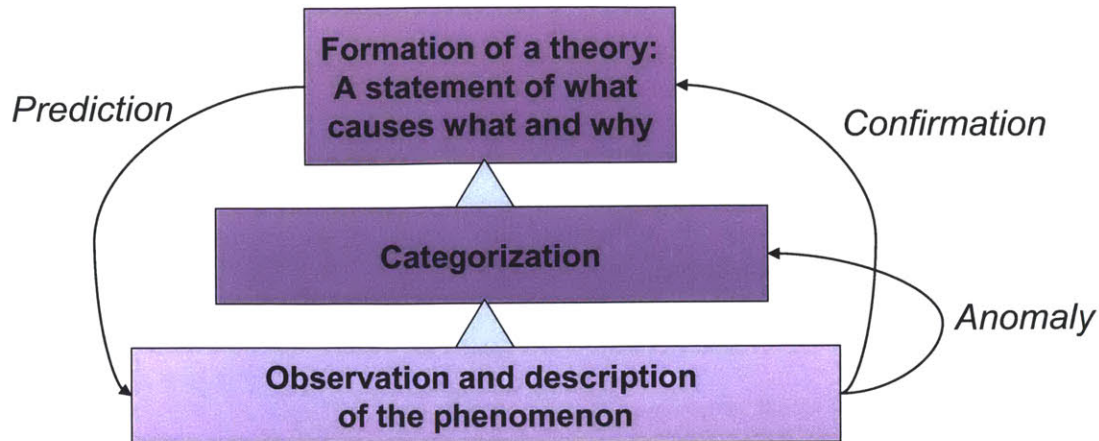 Formation of a theory:
A statement of what
causes what and why
Prediction
Confirmation
Categorization
Anomaly
Observation and description
of the phenomenon